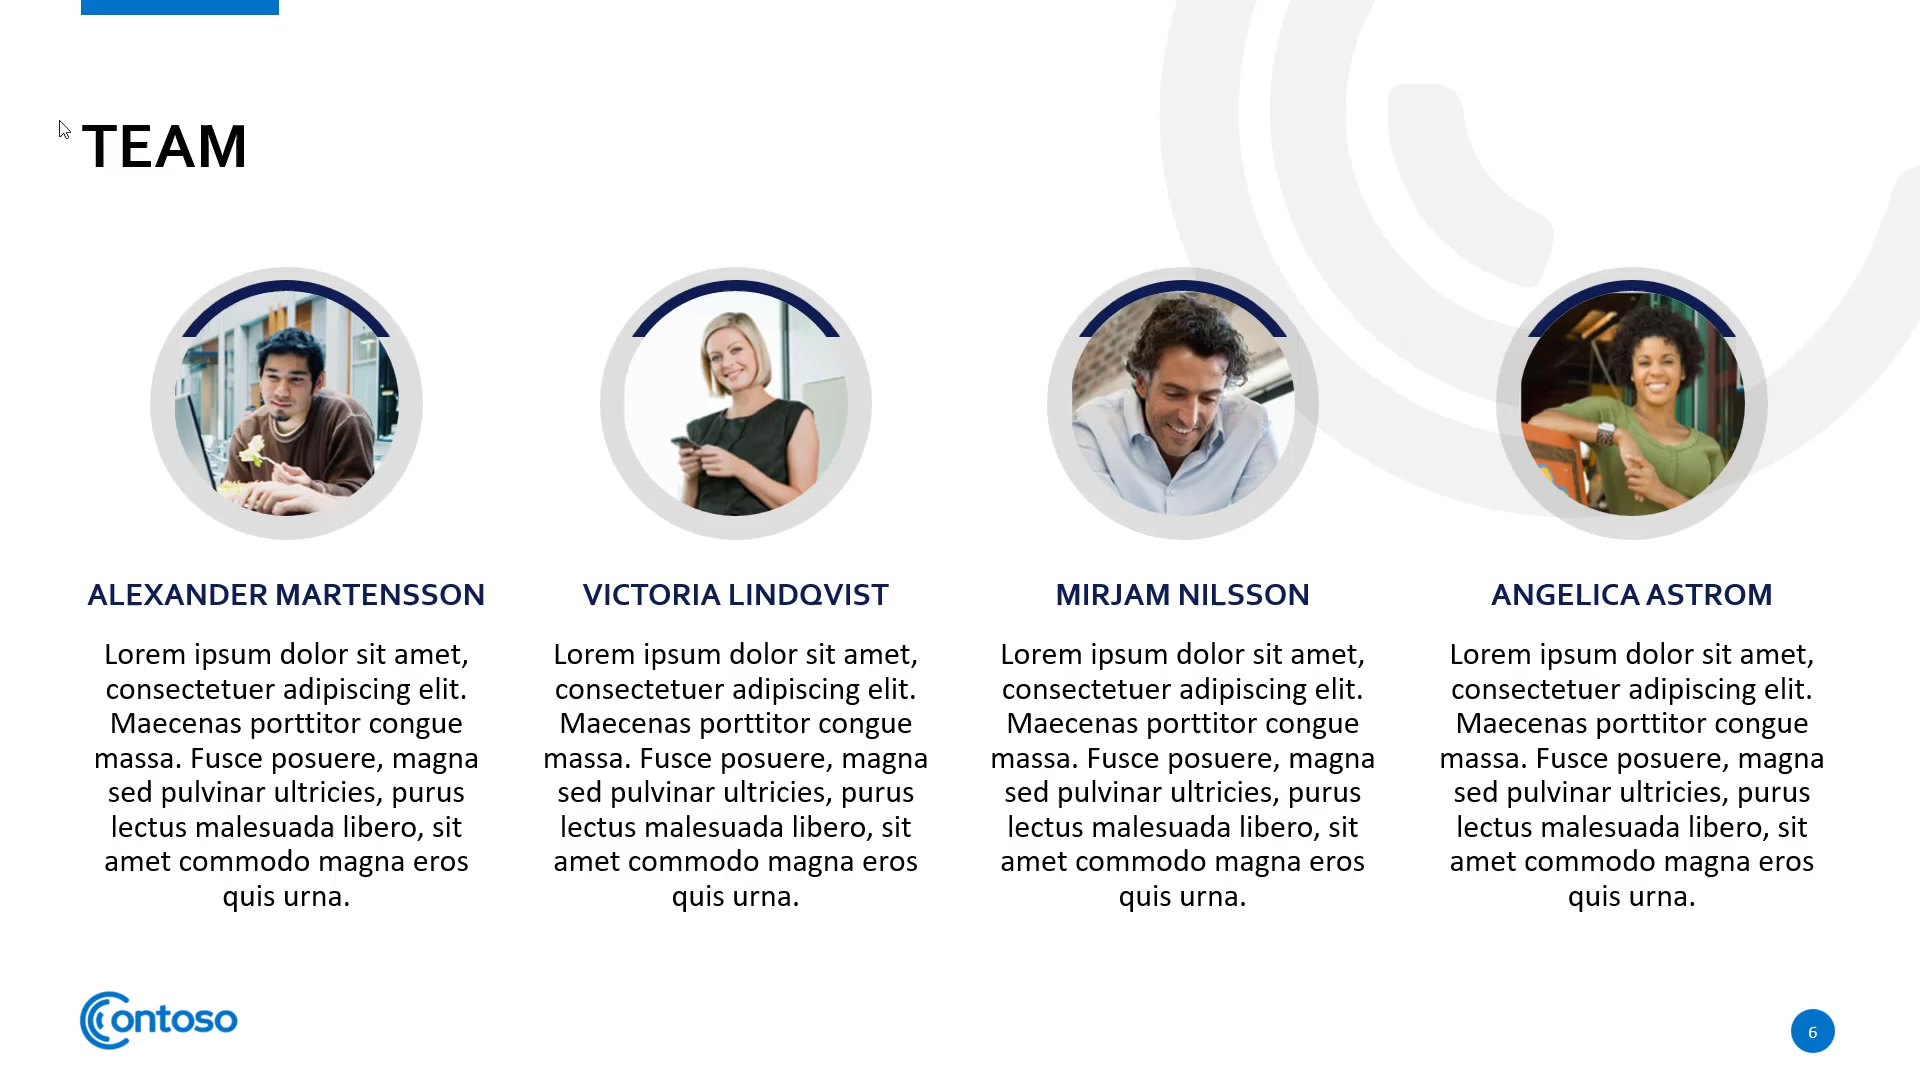 TEAM
ALEXANDER MARTENSSON
Lorem ipsum dolor sit amet,
consectetuer adipiscing elit.
Maecenas porttitor congue
massa. Fusce posuere, magna
sed pulvinar ultricies, purus
lectus malesuada libero, sit
amet commodo magna eros
quis urna.
VICTORIA LINDQVIST
Lorem ipsum dolor sit amet,
consectetuer adipiscing elit.
Maecenas porttitor congue
massa. Fusce posuere, magna
sed pulvinar ultricies, purus
lectus malesuada libero, sit
amet commodo magna eros
quis urna.
MIRJAM NILSSON
Lorem ipsum dolor sit amet,
consectetuer adipiscing elit.
Maecenas porttitor congue
massa. Fusce posuere, magna
sed pulvinar ultricies, purus
lectus malesuada libero, sit
amet commodo magna eros
quis urna.
ANGELICA ASTROM
Lorem ipsum dolor sit amet,
consectetuer adipiscing elit.
Maecenas porttitor congue
massa. Fusce posuere, magna
sed pulvinar ultricies, purus
lectus malesuada libero, sit
amet commodo magna eros
quis urna.
Contoso
6